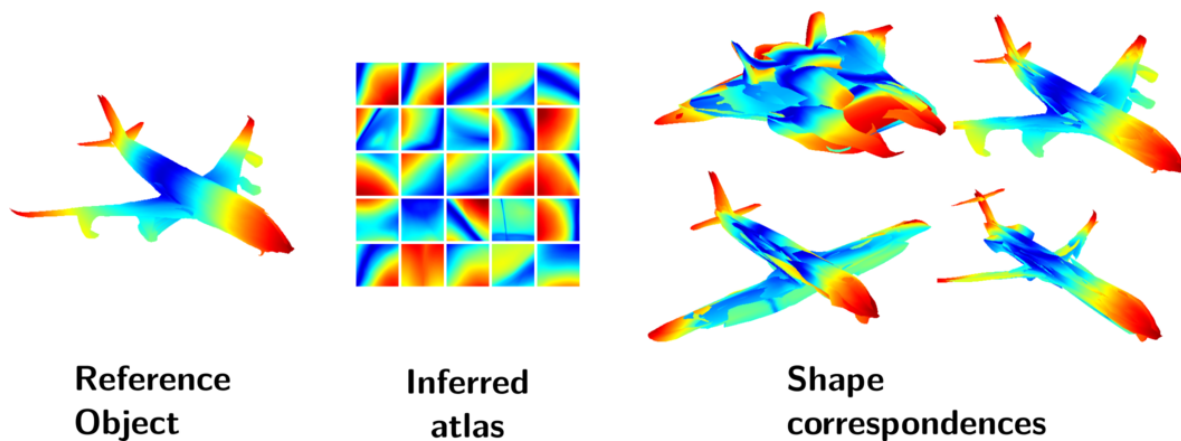 Reference
Object
Inferred
atlas
Shape
correspondences